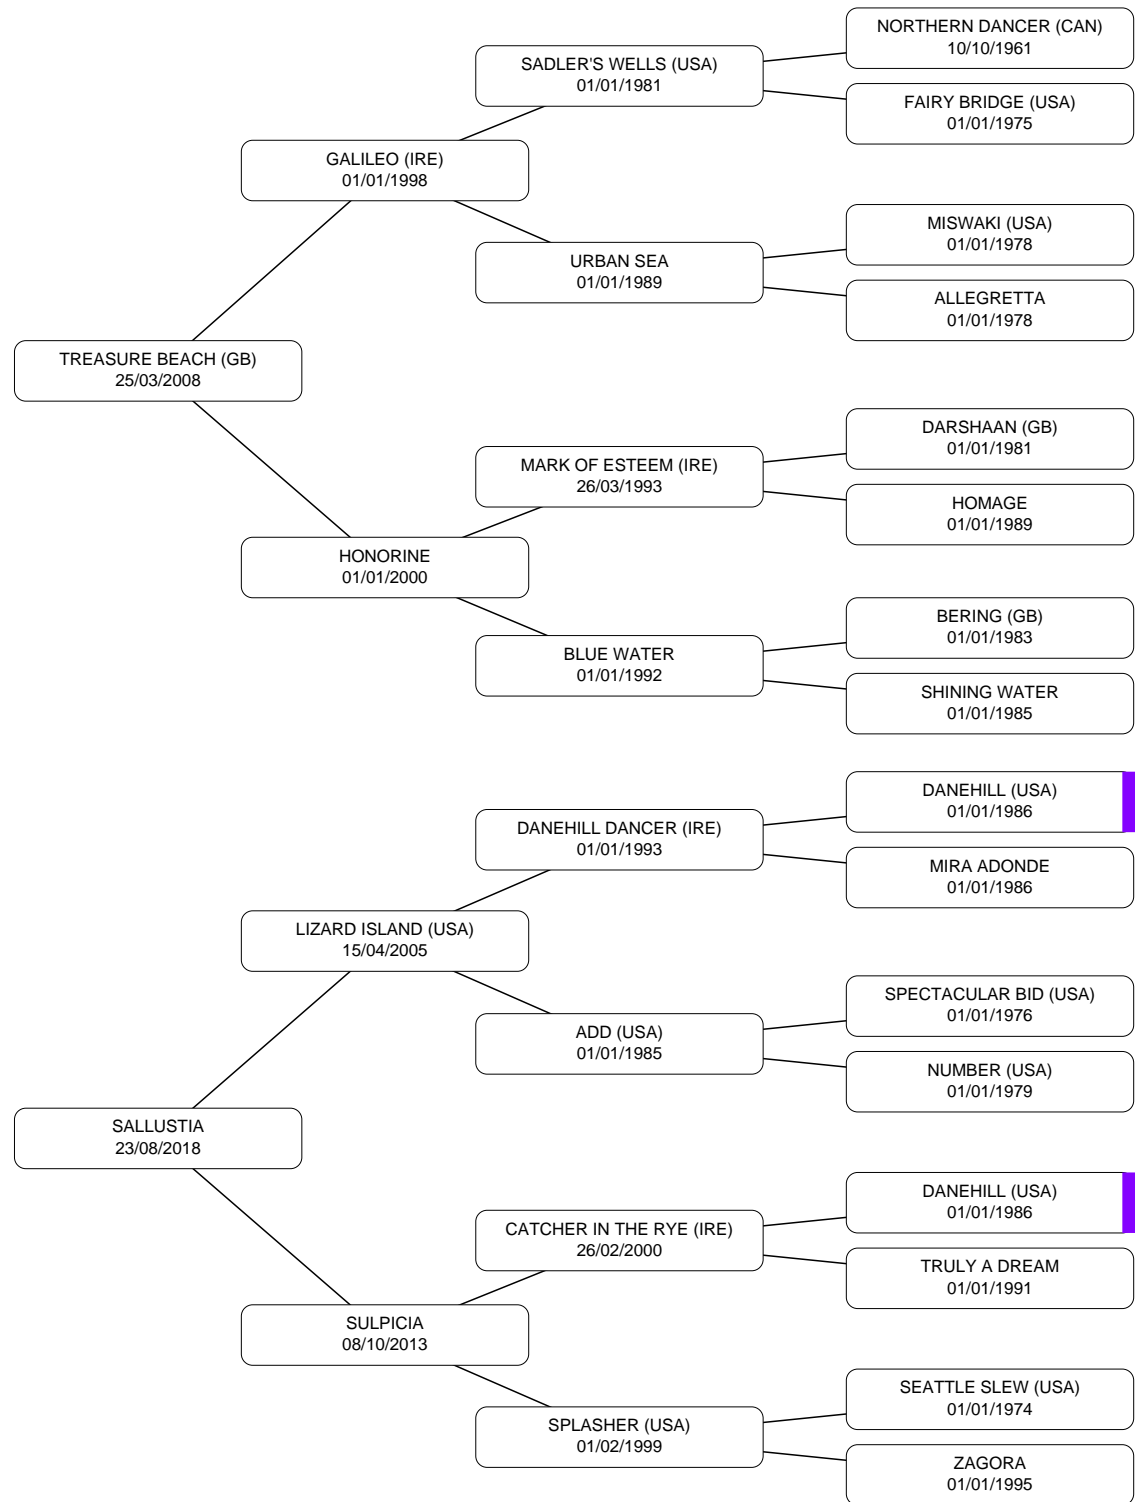 NORTHERN DANCER (CAN)
10/10/1961
SADLER'S WELLS (USA)
01/01/1981
FAIRY BRIDGE (USA)
01/01/1975
GALILEO (IRE)
01/01/1998
MISWAKI (USA)
01/01/1978
URBAN SEA
01/01/1989
ALLEGRETTA
01/01/1978
TREASURE BEACH (GB)
25/03/2008
DARSHAAN (GB)
01/01/1981
MARK OF ESTEEM (IRE)
26/03/1993
HOMAGE
01/01/1989
HONORINE
01/01/2000
BERING (GB)
01/01/1983
BLUE WATER
01/01/1992
SHINING WATER
01/01/1985
DANEHILL (USA)
01/01/1986
DANEHILL DANCER (IRE)
01/01/1993
MIRA ADONDE
01/01/1986
LIZARD ISLAND (USA)
15/04/2005
SPECTACULAR BID (USA)
01/01/1976
ADD (USA)
01/01/1985
NUMBER (USA)
01/01/1979
SALLUSTIA
23/08/2018
DANEHILL (USA)
01/01/1986
CATCHER IN THE RYE (IRE)
26/02/2000
TRULY A DREAM
01/01/1991
SULPICIA
08/10/2013
SEATTLE SLEW (USA)
01/01/1974
SPLASHER (USA)
01/02/1999
ZAGORA
01/01/1995